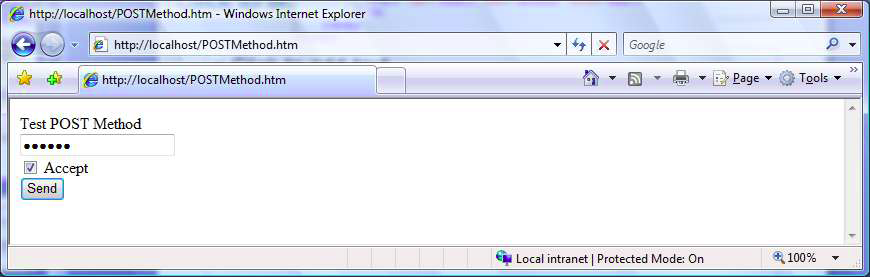 http://localhost/POSTMethod.htm - Windows Internet Explorer
http://localhost/POSTMethod.htm
Google
http://localhost/POSTMethod.htm
Page
Tools
Test POST Method
••••••
Accept
Send
Local intranet | Protected Mode: On
100%